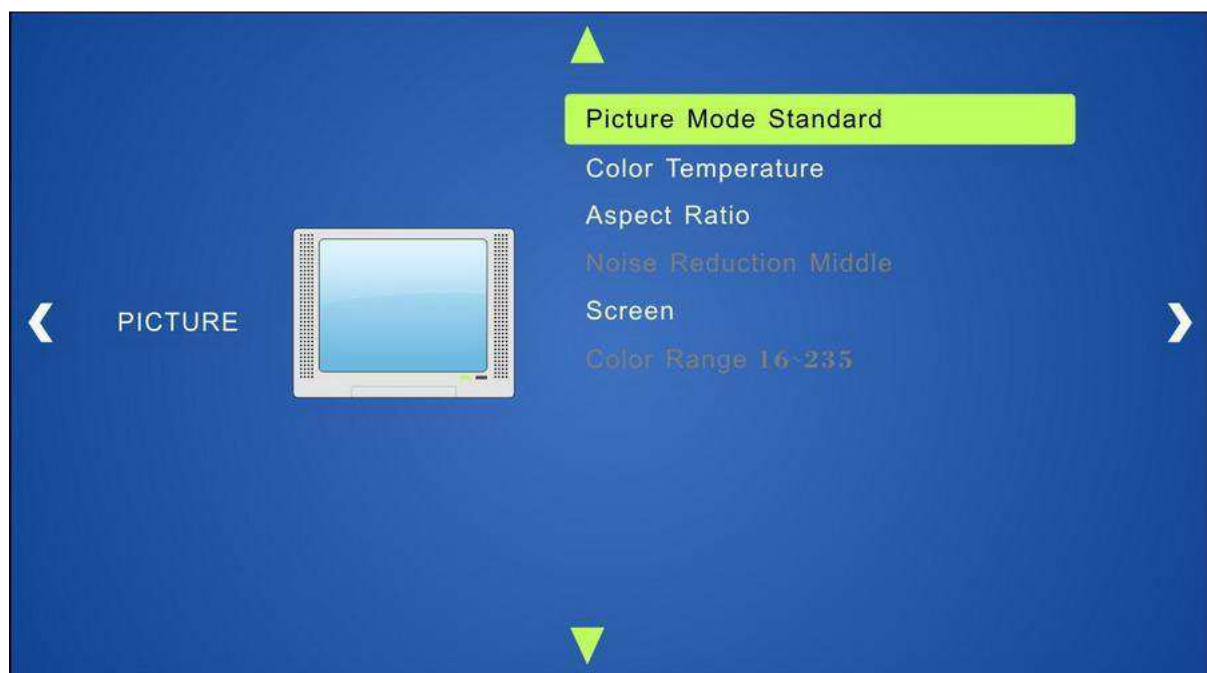 PICTURE
Picture Mode Standard
Color Temperature
Aspect Ratio
Noise Reduction Middle
Screen
Color Range 16~235